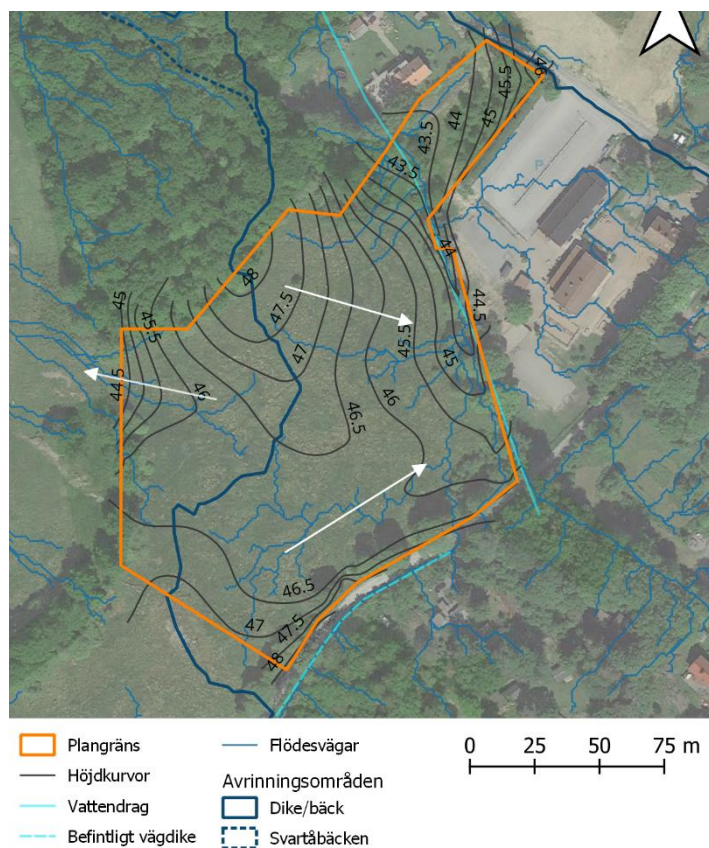 46
45.5
44
45
43.5
43.5
44
P
48
47.5
44.5
45
45.5
45.5
45
47
44.5
46
46.5
46
46.5
47
47.5
48
Plangräns
Flödesvägar
0 25 50 75 m
Höjdkurvor
Avrinningsområden
Vattendrag
Dike/bäck
Befintligt vägdike
Svartåbäcken